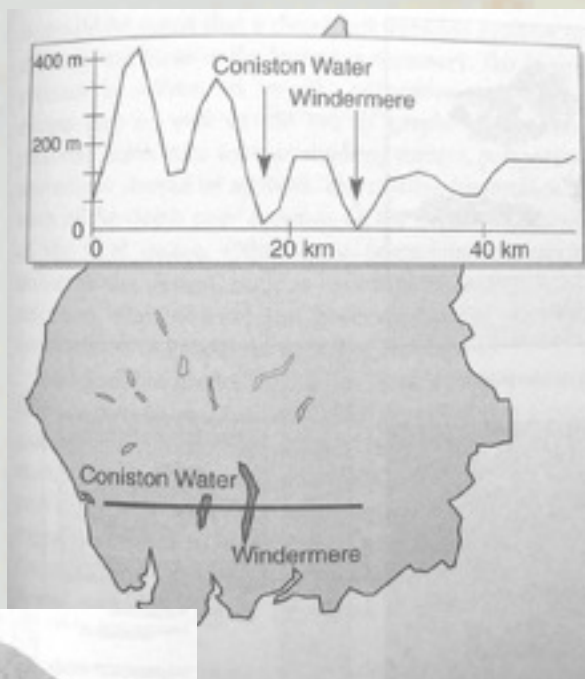 400 m
Coniston Water
Windermere
200 m
0
0 20 km 40 km
Coniston Water
Windermere